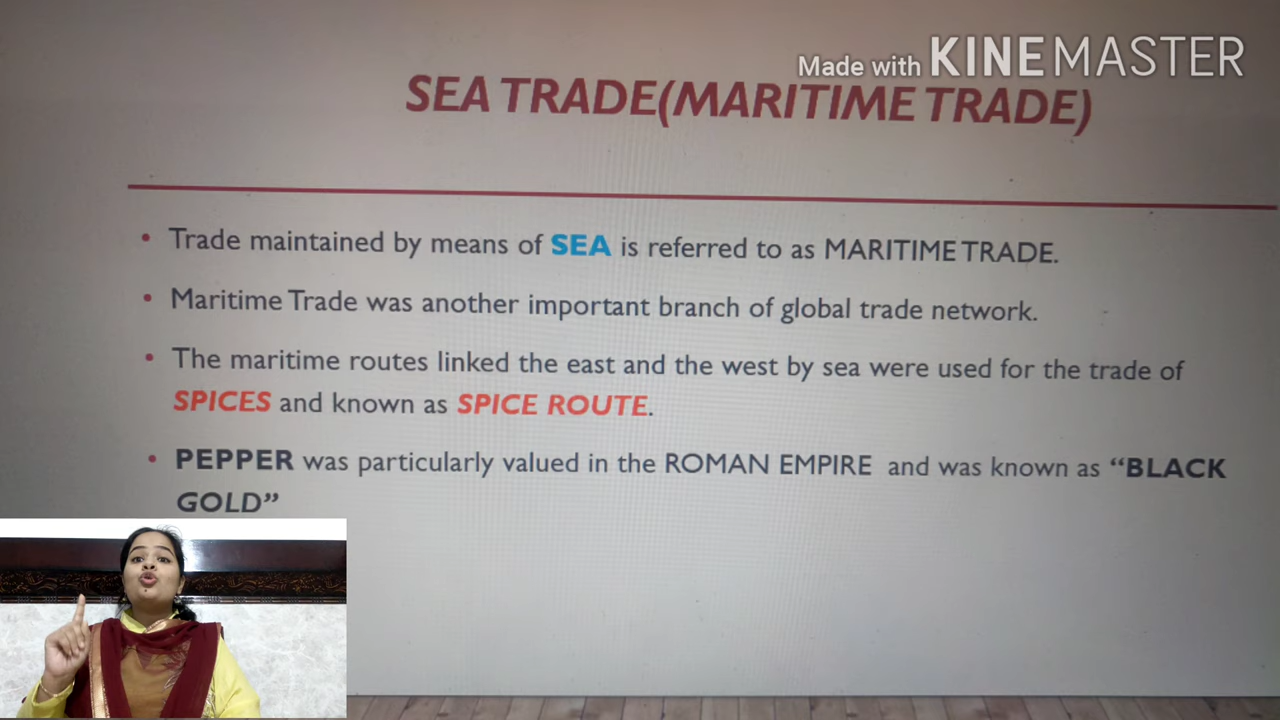 Made with KINEMASTER
SEA TRADE(MARITIME TRADE)
• Trade maintained by means of SEA is referred to as MARITIME TRADE.
• Maritime Trade was another important branch of global trade network.
• The maritime routes linked the east and the west by sea were used for the trade of
SPICES and known as SPICE ROUTE.
• PEPPER was particularly valued in the ROMAN EMPIRE and was known as “BLACK
GOLD”